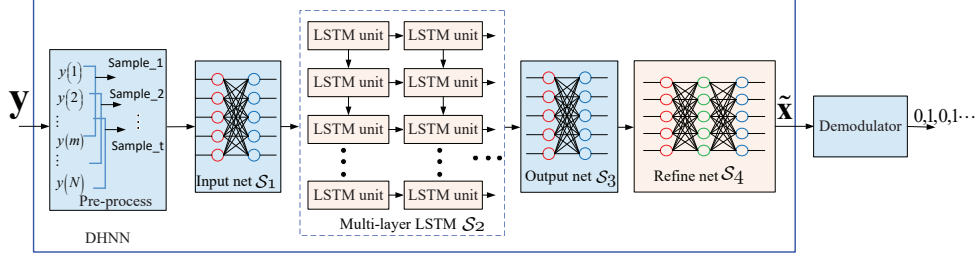 y
y(1)
y(2)
⋮
y(m)
⋮
y(N)
Sample_1
Sample_2
⋮
Sample_t
Pre-process
DHNN
Input net 𝒮1
LSTM unit LSTM unit
LSTM unit LSTM unit
LSTM unit LSTM unit
LSTM unit LSTM unit
Multi-layer LSTM 𝒮2
Output net 𝒮3
Refine net 𝒮4
x̃
Demodulator
0,1,0,1⋯